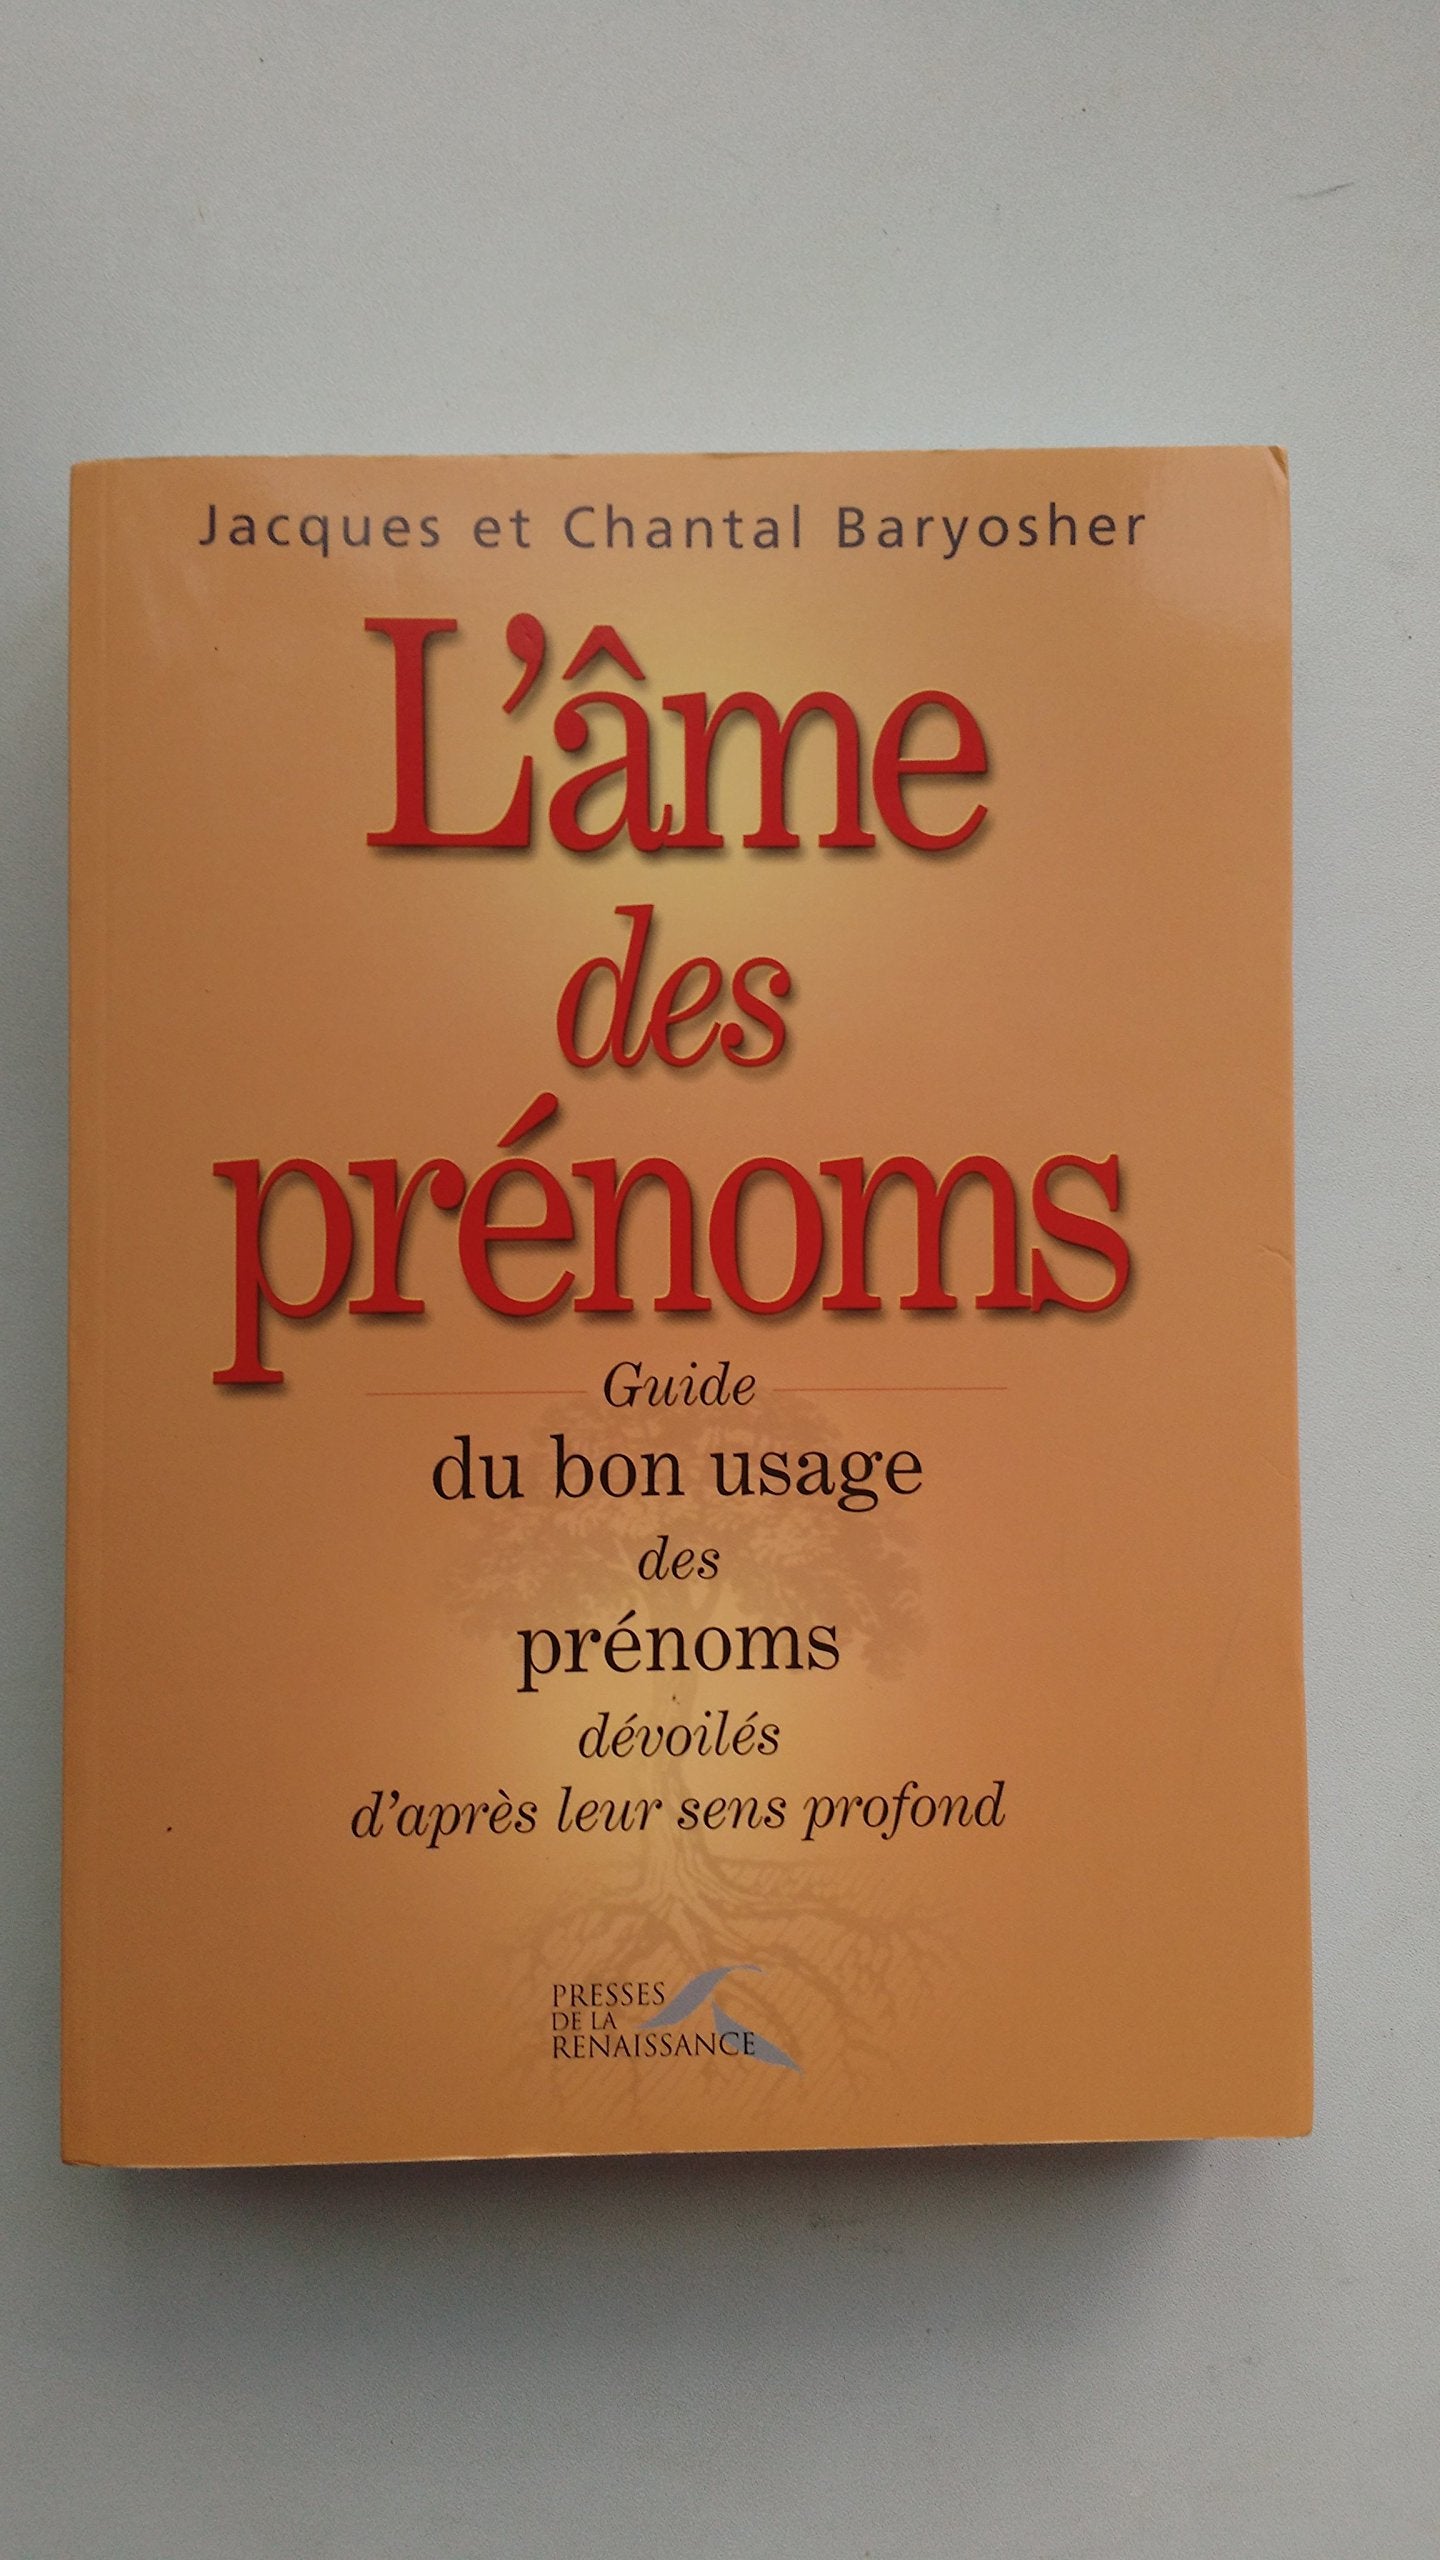 Jacques et Chantal Baryosher
L'âme
des
prénoms
Guide
du bon usage
des
prénoms
dévoilés
d'après leur sens profond
PRESSES
DE LA
RENAISSANCE